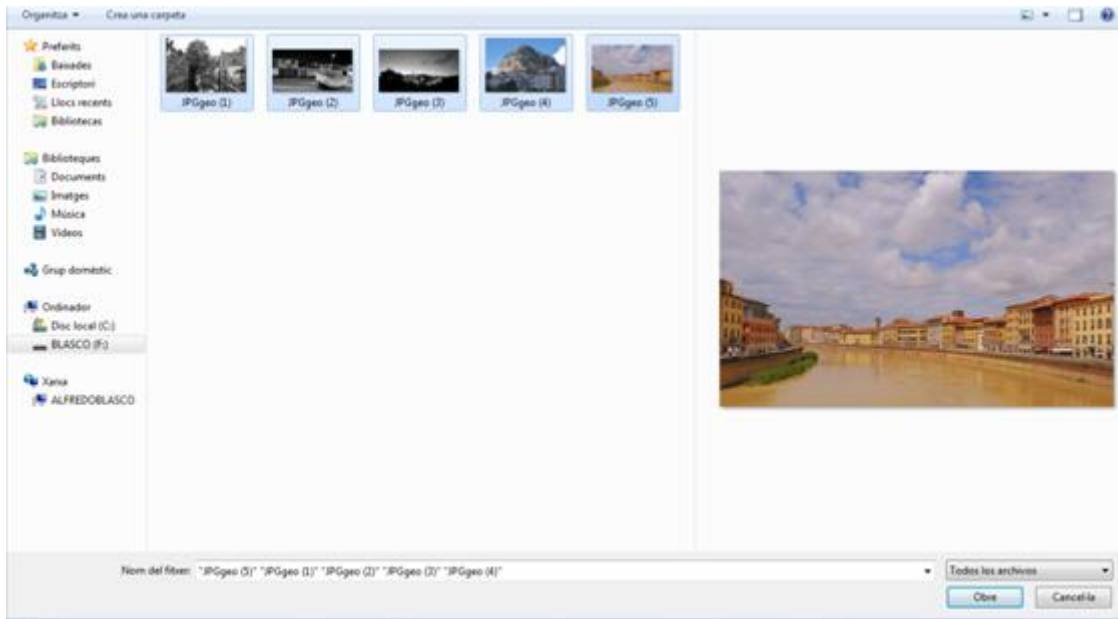 Organitza Crea una carpeta
Preferits
Baixades
Escriptori
Llocs recents
Bibliotecas
Biblioteques
Documents
Imatges
Música
Vídeos
Grup domèstic
Ordinador
Disc local (C:)
BLASCO (F:)
Xarxa
ALFREDOBLASCO
JPGgeo (1) JPGgeo (2) JPGgeo (3) JPGgeo (4) JPGgeo (5)
Nom del fitxer: "JPGgeo (5)" "JPGgeo (1)" "JPGgeo (2)" "JPGgeo (3)" "JPGgeo (4)"
Todos los archivos
Obre Cancel·la